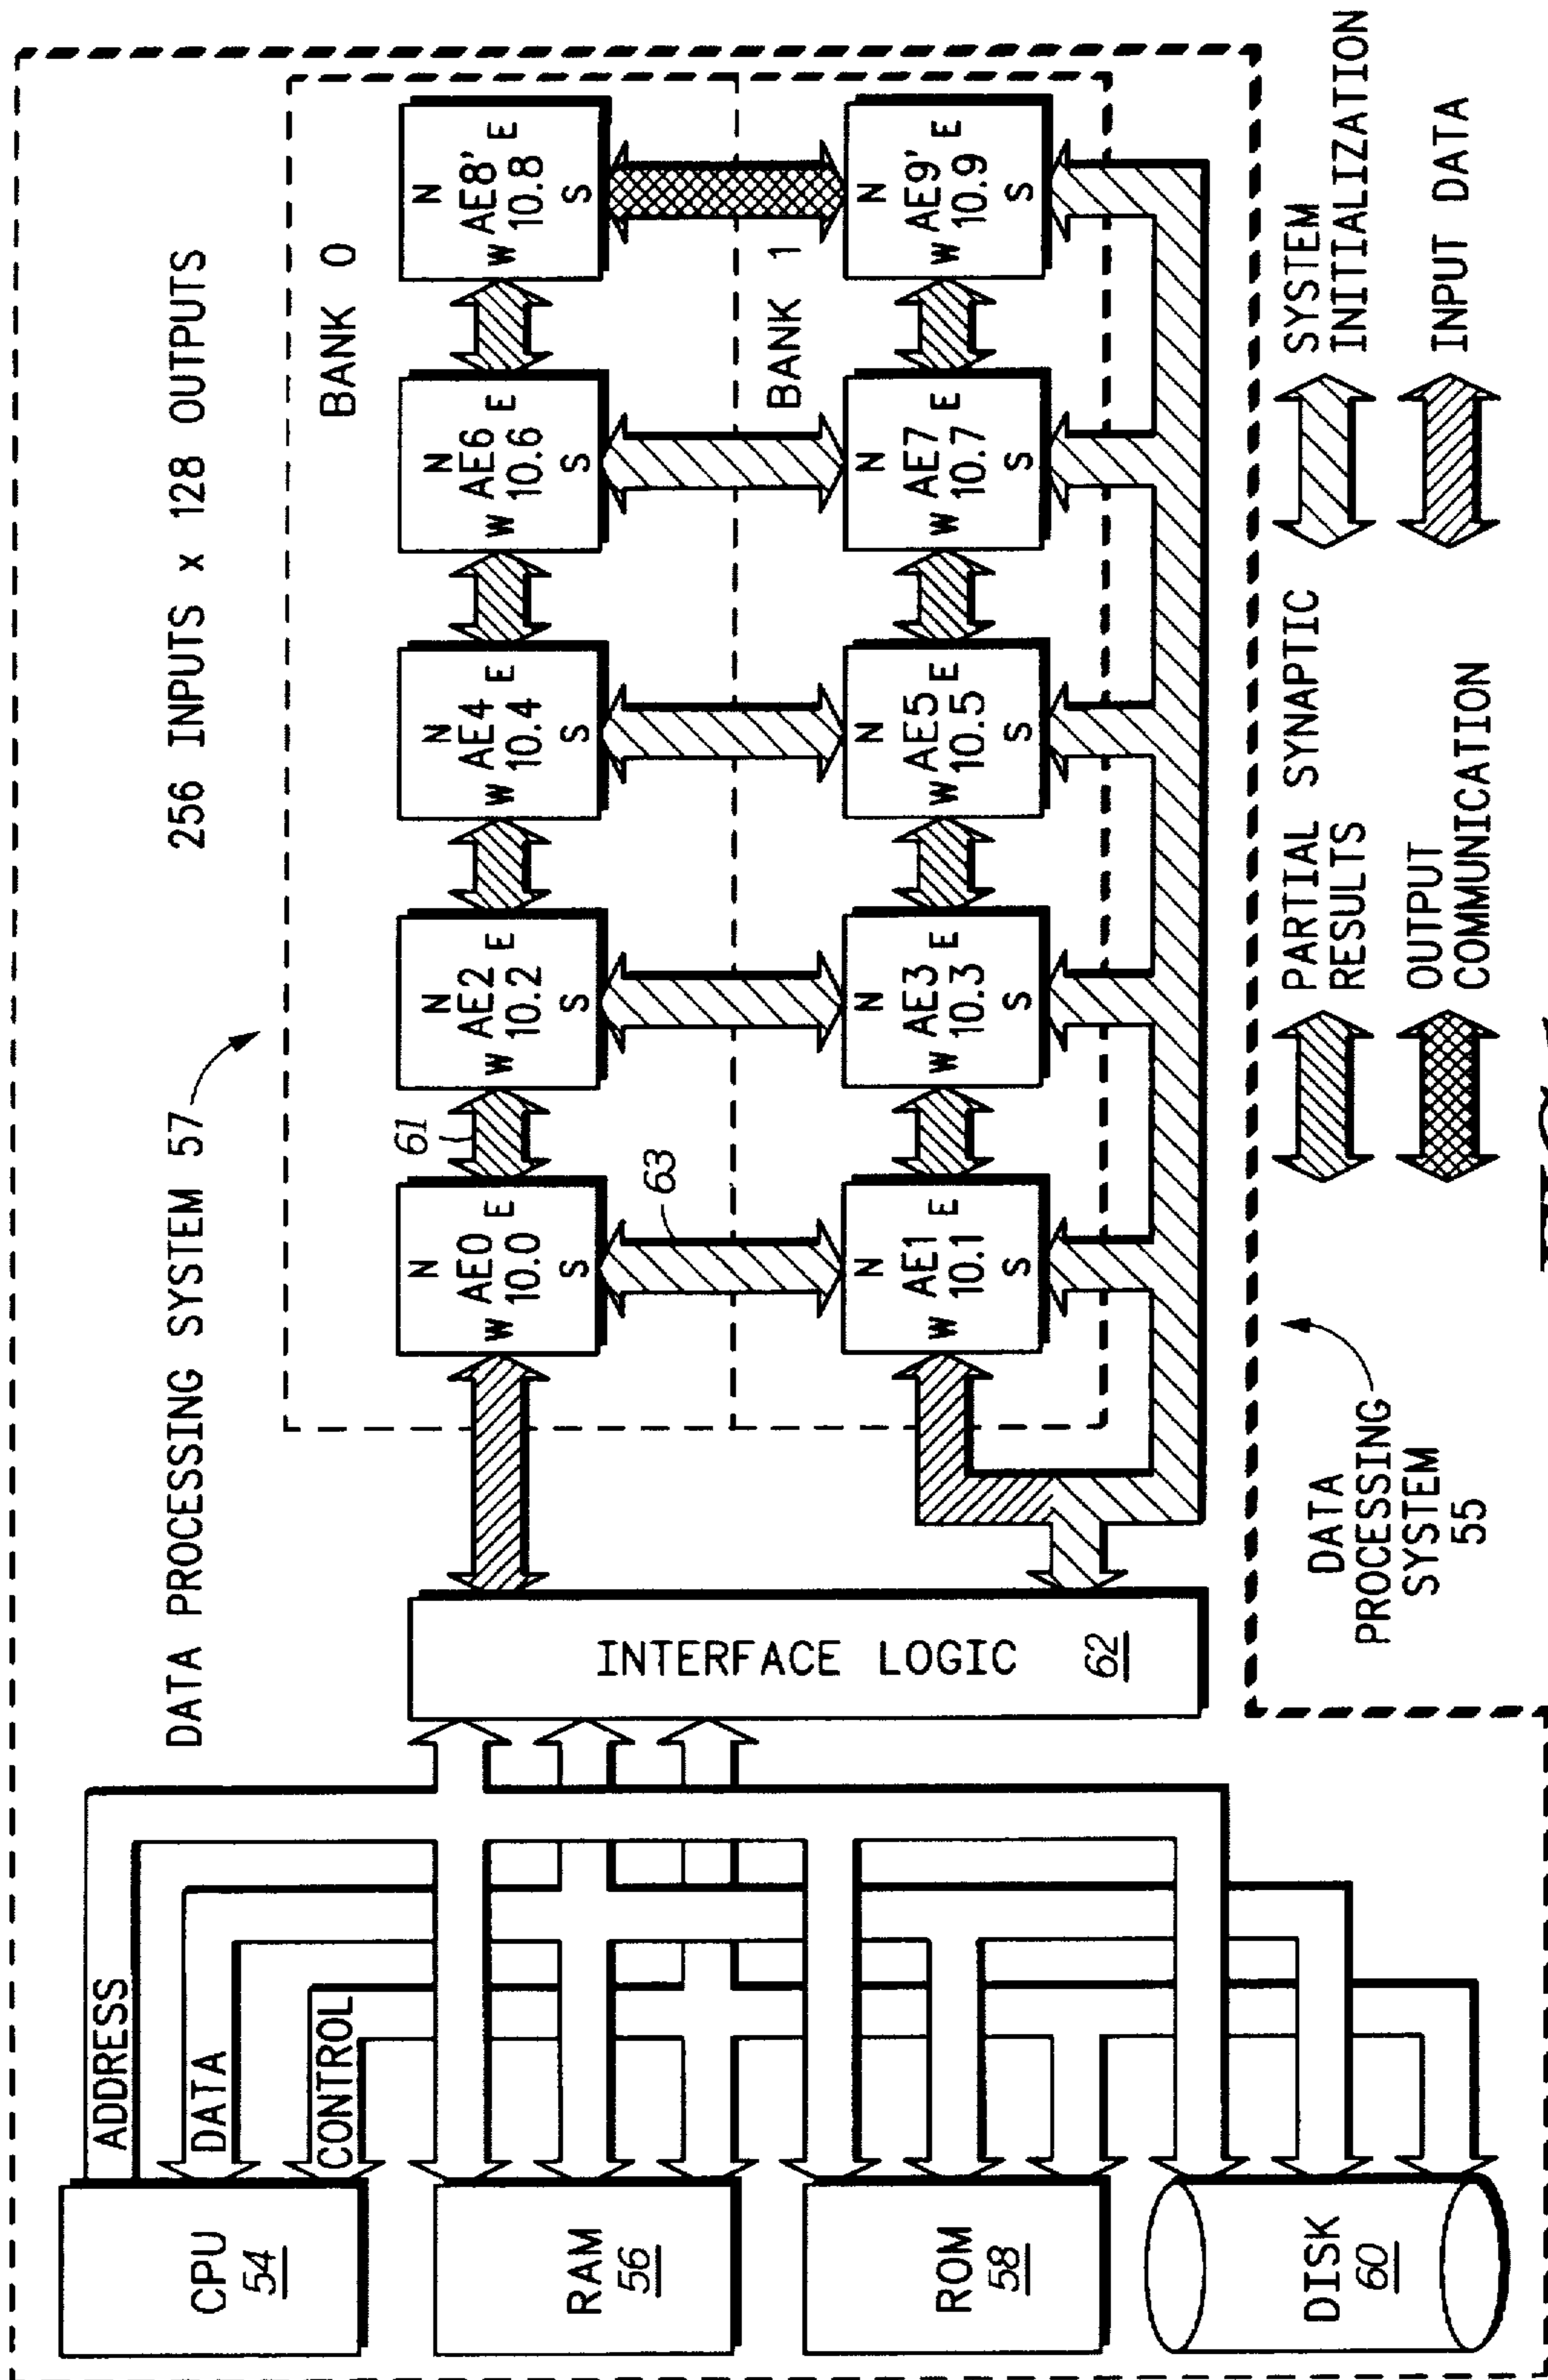 DATA PROCESSING SYSTEM 57
256 INPUTS x 128 OUTPUTS
ADDRESS
DATA
CONTROL
CPU
54
RAM
56
ROM
58
DISK
60
INTERFACE LOGIC
62
BANK 0
N
W AE0 E
10.0
S
61
N
W AE2 E
10.2
S
N
W AE4 E
10.4
S
N
W AE6 E
10.6
S
N
W AE8' E
10.8
S
63
BANK 1
N
W AE1 E
10.1
S
N
W AE3 E
10.3
S
N
W AE5 E
10.5
S
N
W AE7 E
10.7
S
N
W AE9' E
10.9
S
DATA
PROCESSING
SYSTEM
55
PARTIAL SYNAPTIC
RESULTS
SYSTEM
INITIALIZATION
OUTPUT
COMMUNICATION
INPUT DATA